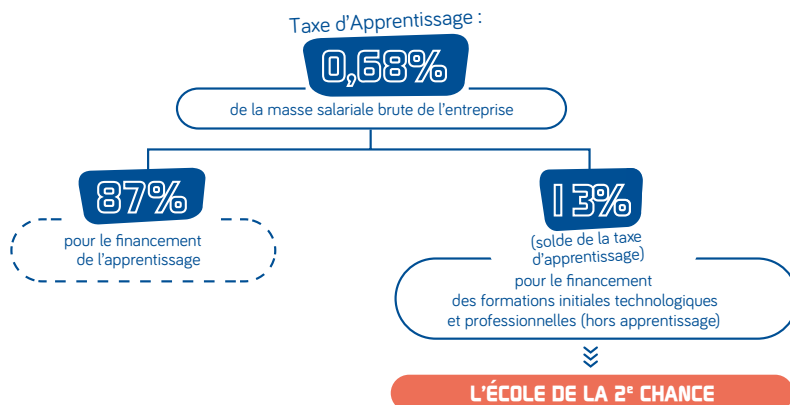 Taxe d'Apprentissage :
0,68%
de la masse salariale brute de l'entreprise
87%
pour le financement
de l'apprentissage
13%
(solde de la taxe
d'apprentissage)
pour le financement
des formations initiales technologiques
et professionnelles (hors apprentissage)
L'ÉCOLE DE LA 2e CHANCE